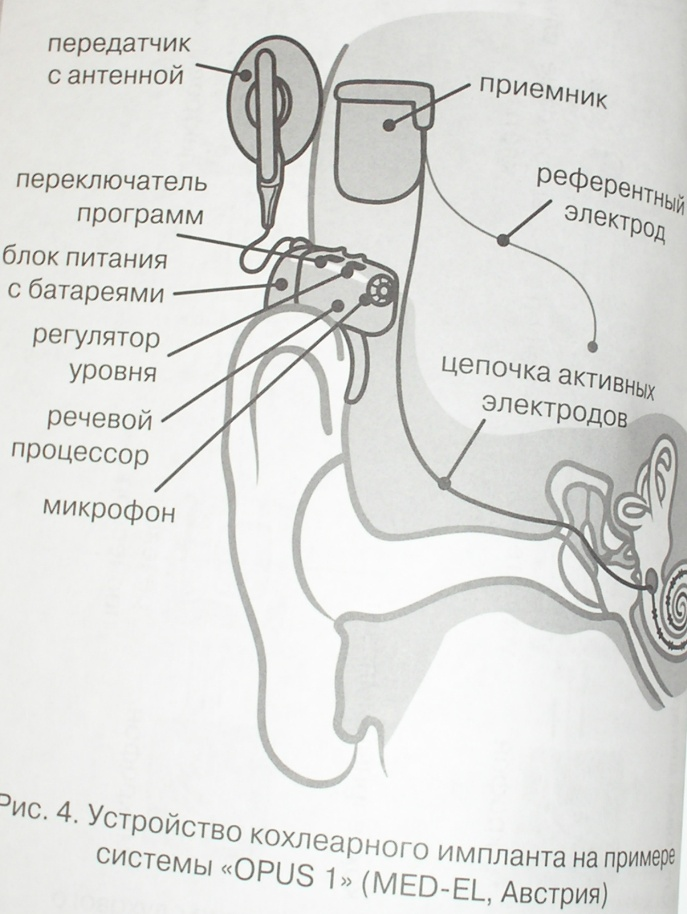 передатчик
с антенной
приемник
переключатель
программ
референтный
электрод
блок питания
с батареями
регулятор
уровня
цепочка активных
электродов
речевой
процессор
микрофон
Рис. 4. Устройство кохлеарного импланта на примере
системы «OPUS 1» (MED-EL, Австрия)